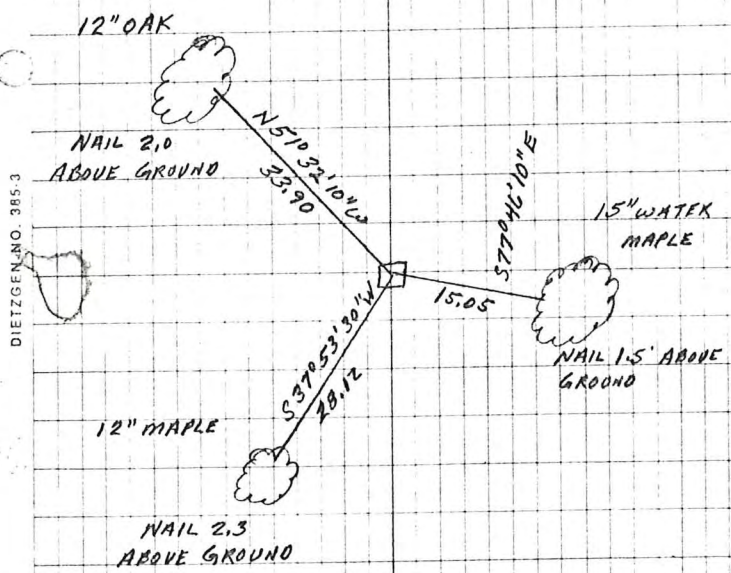 12" OAK
NAIL 2.0
ABOVE GROUND
N51° 32' 10" W
33.90
S77° 46' 10" E
15.05
15" WATER
MAPLE
NAIL 1.5' ABOVE
GROUND
S37° 53' 30" W
28.12
12" MAPLE
NAIL 2.3
ABOVE GROUND
DIETZGEN NO. 385-3